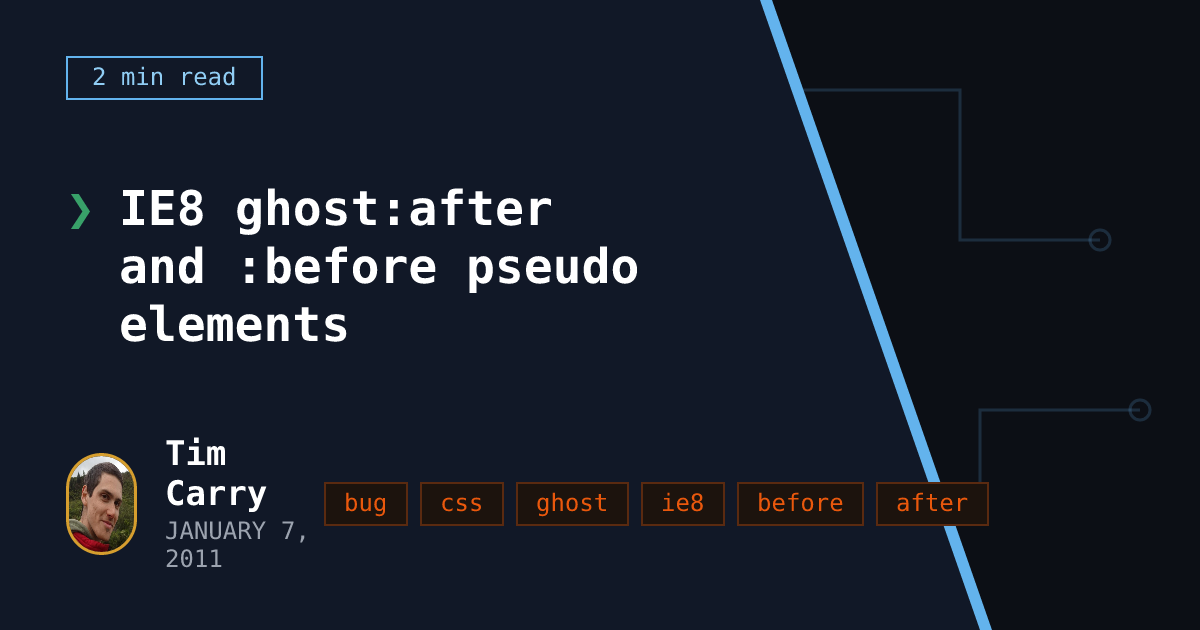 2 min read
❯ IE8 ghost:after
and :before pseudo
elements
Tim
Carry
JANUARY 7,
2011
bug css ghost ie8 before after